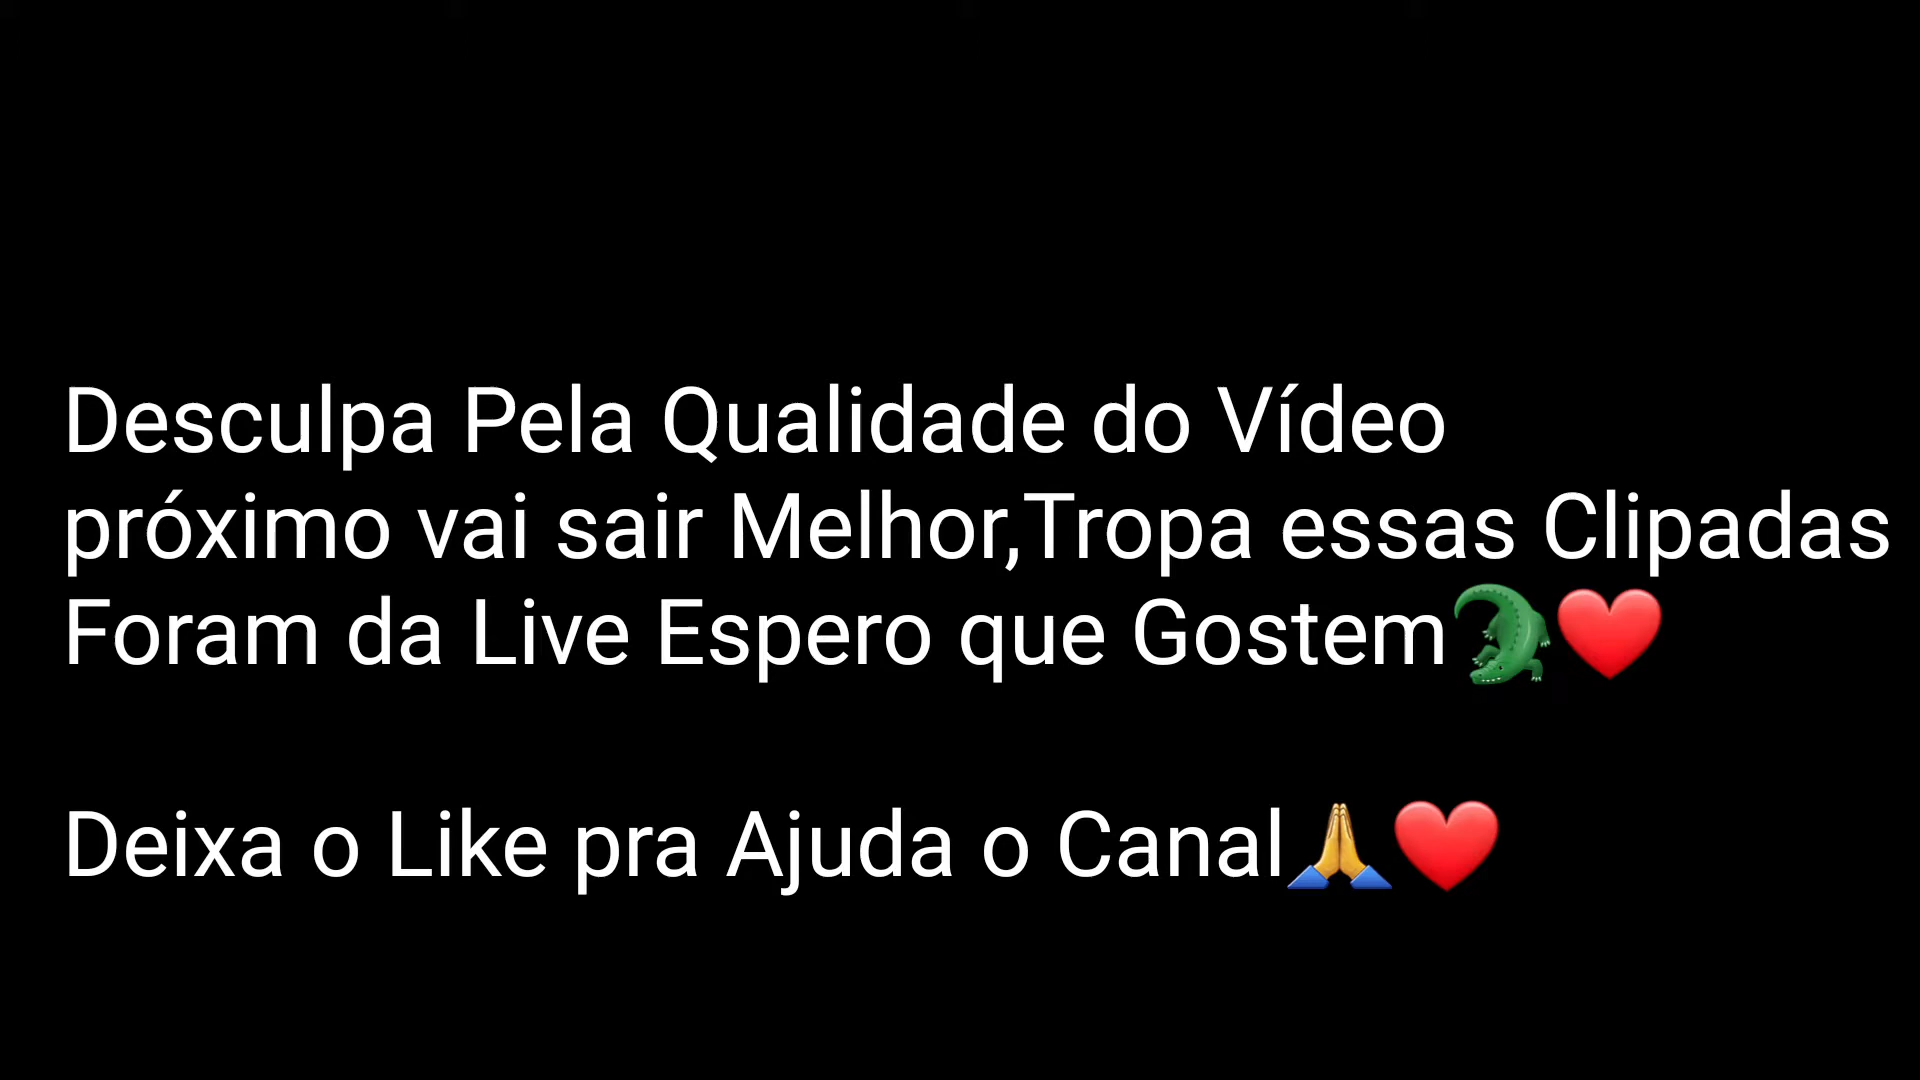 Desculpa Pela Qualidade do Vídeo
próximo vai sair Melhor,Tropa essas Clipadas
Foram da Live Espero que Gostem🐊❤️
Deixa o Like pra Ajuda o Canal🙏❤️